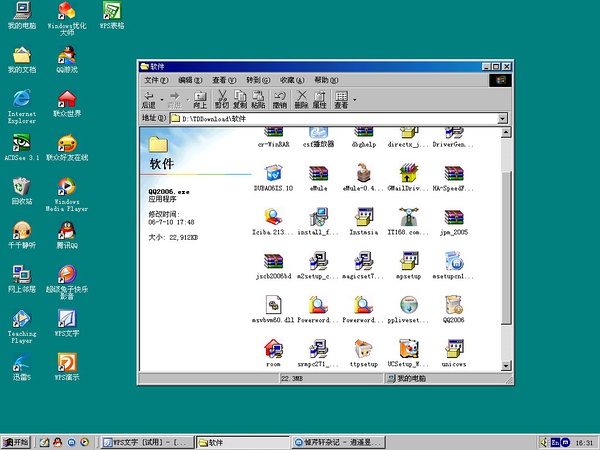 我的电脑
Windows优化
大师
WPS表格
我的文档
QQ游戏
Internet
Explorer
联众世界
ACDSee 3.1
联众好友在线
回收站
Windows
Media Player
千千静听
腾讯QQ
网上邻居
超级兔子快乐
影音
Teaching
Player
WPS文字
迅雷5
WPS演示
软件
文件(F) 编辑(E) 查看(V) 转到(G) 收藏(A) 帮助(H)
后退 前进 向上 剪切 复制 粘贴 撤销 删除 属性 查看
地址(D) D:\TDDownload\软件
软件
QQ2006.exe
应用程序
修改时间:
06-7-10 17:48
大小: 22,912KB
cr-WinRAR csf播放器 dbghelp directx_j... DriverGen...
DUBA06IS.10 eMule eMule-0.4... GMailDriv... HA-SpeedF...
Iciba.213... install_f... Instmsia IT168.com... jpm_2005
jscb2006bd m2setup_c... magicset7... mpsetup msetupcn1...
msvbvm60.dll Powerword... Powerword... ppliveset... QQ2006
room srmpc271_... ttpsetup UCSetup_W... unicows
22.3MB 我的电脑
开始 WPS文字 [试用] - [... 软件 16:31